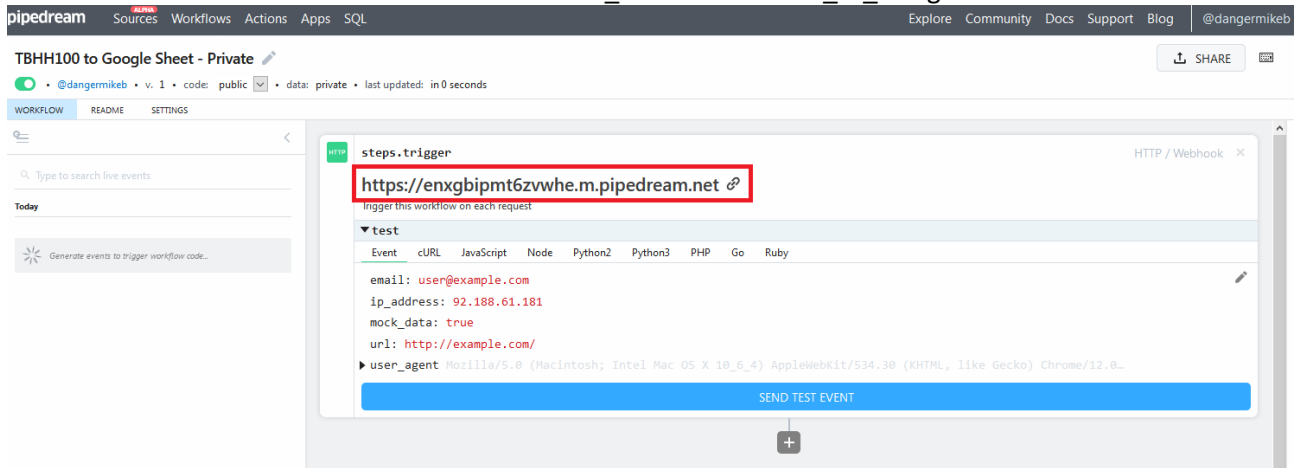 pipedream Sources ALPHA Workflows Actions Apps SQL Explore Community Docs Support Blog @dangermikeb
TBHH100 to Google Sheet - Private SHARE
• @dangermikeb • v. 1 • code: public • data: private • last updated: in 0 seconds
WORKFLOW README SETTINGS
HTTP steps.trigger HTTP / Webhook ×
Type to search live events
https://enxgbipmt6zvwhe.m.pipedream.net
Today
Trigger this workflow on each request
test
Generate events to trigger workflow code...
Event cURL JavaScript Node Python2 Python3 PHP Go Ruby
email: user@example.com
ip_address: 92.188.61.181
mock_data: true
url: http://example.com/
user_agent Mozilla/5.0 (Macintosh; Intel Mac OS X 10_6_4) AppleWebKit/534.30 (KHTML, like Gecko) Chrome/12.0…
SEND TEST EVENT
+